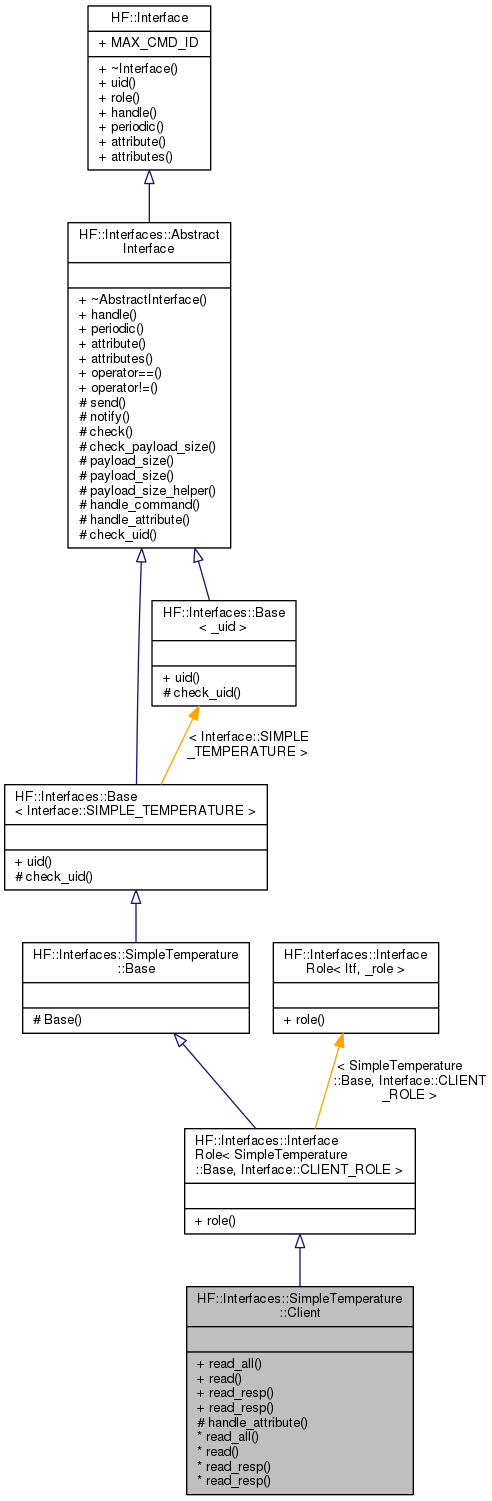 HF::Interface
+ MAX_CMD_ID
+ ~Interface()
+ uid()
+ role()
+ handle()
+ periodic()
+ attribute()
+ attributes()
HF::Interfaces::Abstract
Interface
+ ~AbstractInterface()
+ handle()
+ periodic()
+ attribute()
+ attributes()
+ operator==()
+ operator!=()
# send()
# notify()
# check()
# check_payload_size()
# payload_size()
# payload_size()
# payload_size_helper()
# handle_command()
# handle_attribute()
# check_uid()
HF::Interfaces::Base
< _uid >
+ uid()
# check_uid()
< Interface::SIMPLE
_TEMPERATURE >
HF::Interfaces::Base
< Interface::SIMPLE_TEMPERATURE >
+ uid()
# check_uid()
HF::Interfaces::SimpleTemperature
::Base
# Base()
HF::Interfaces::Interface
Role< Itf, _role >
+ role()
< SimpleTemperature
::Base, Interface::CLIENT
_ROLE >
HF::Interfaces::Interface
Role< SimpleTemperature
::Base, Interface::CLIENT_ROLE >
+ role()
HF::Interfaces::SimpleTemperature
::Client
+ read_all()
+ read()
+ read_resp()
+ read_resp()
# handle_attribute()
* read_all()
* read()
* read_resp()
* read_resp()